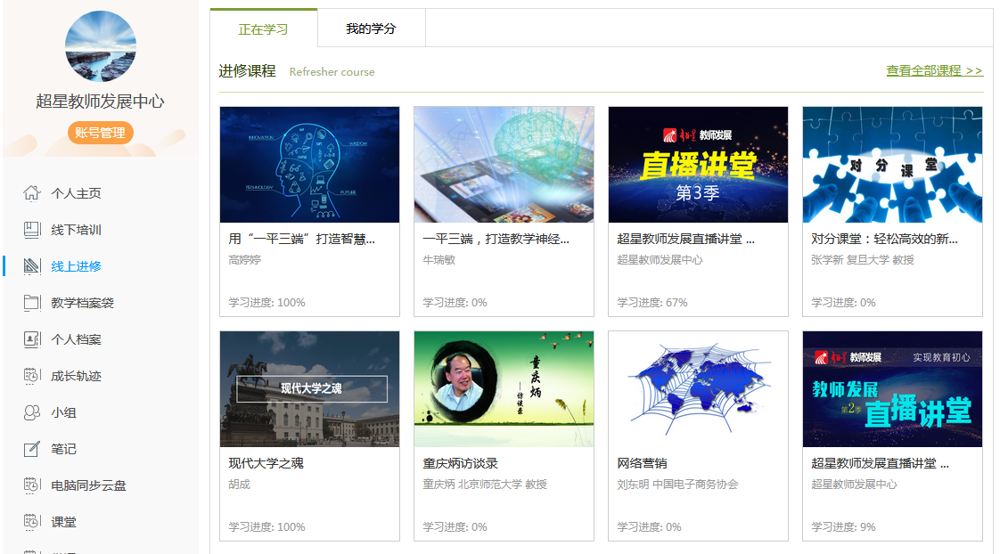 超星教师发展中心
账号管理
个人主页
线下培训
线上进修
教学档案袋
个人档案
成长轨迹
小组
笔记
电脑同步云盘
课堂
正在学习
我的学分
进修课程 Refresher course
查看全部课程 >>
INNOVATION
WISDOM
TECHNOLOGY
FUTURE
用“一平三端”打造智慧...
高婷婷
学习进度: 100%
一平三端，打造教学神经...
牛瑞敏
学习进度: 0%
超星 教师发展
直播讲堂
第3季
超星教师发展直播讲堂 ...
超星教师发展中心
学习进度: 67%
对分课堂
对分课堂：轻松高效的新...
张学新 复旦大学 教授
学习进度: 0%
现代大学之魂
现代大学之魂
胡成
学习进度: 100%
童庆炳
—访谈录
童庆炳访谈录
童庆炳 北京师范大学 教授
学习进度: 0%
网络营销
刘东明 中国电子商务协会
学习进度: 0%
超星 教师发展
实现教育初心
教师发展
第2季
直播讲堂
超星教师发展直播讲堂 ...
超星教师发展中心
学习进度: 9%